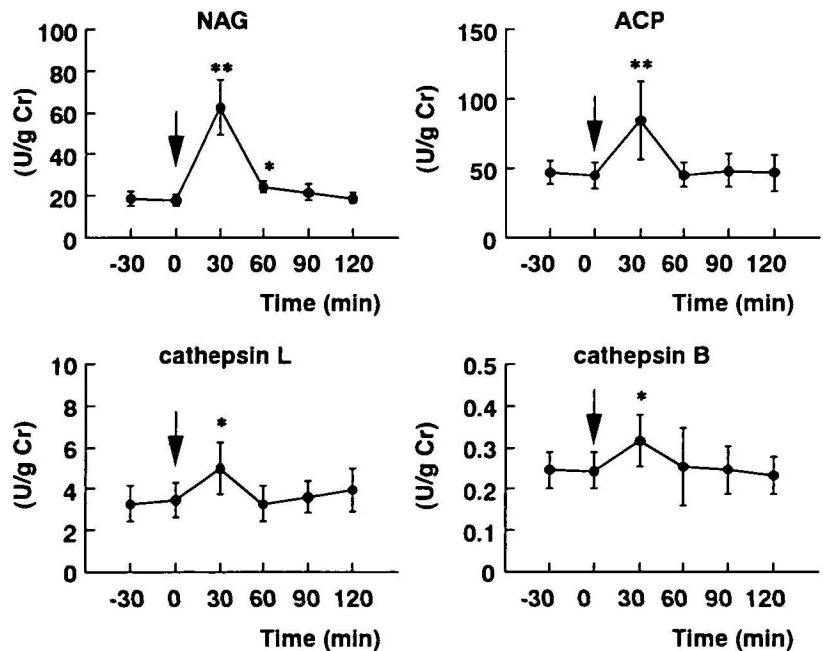 NAG
(U/g Cr)
100
80
60
40
20
0
**
*
-30 0 30 60 90 120
Time (min)
ACP
(U/g Cr)
150
100
50
0
**
-30 0 30 60 90 120
Time (min)
cathepsin L
(U/g Cr)
10
8
6
4
2
0
*
-30 0 30 60 90 120
Time (min)
cathepsin B
(U/g Cr)
0.5
0.4
0.3
0.2
0.1
0
*
-30 0 30 60 90 120
Time (min)